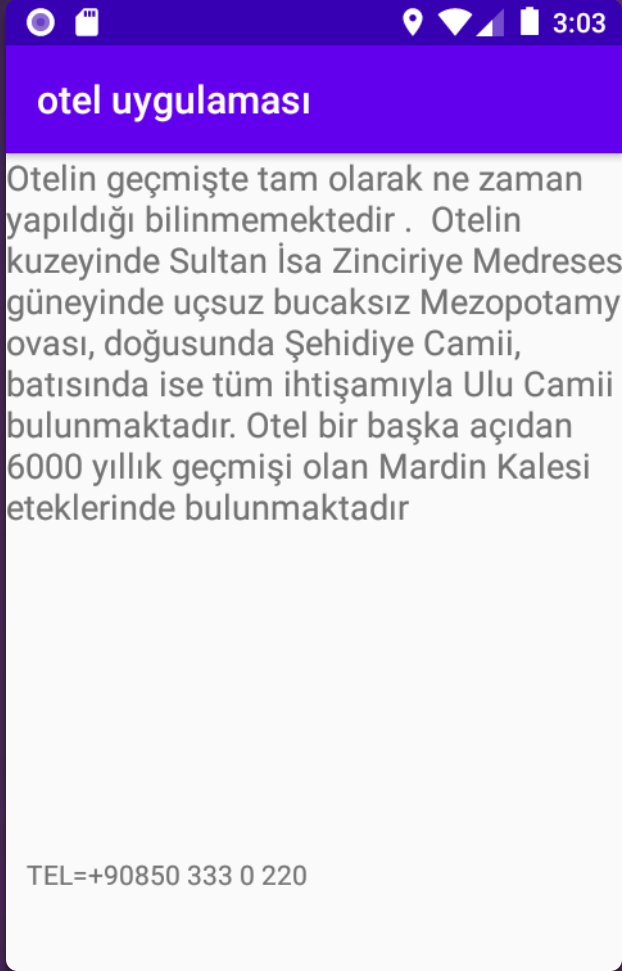 3:03
otel uygulaması
Otelin geçmişte tam olarak ne zaman
yapıldığı bilinmemektedir .  Otelin
kuzeyinde Sultan İsa Zinciriye Medreses
güneyinde uçsuz bucaksız Mezopotamy
ovası, doğusunda Şehidiye Camii,
batısında ise tüm ihtişamıyla Ulu Camii
bulunmaktadır. Otel bir başka açıdan
6000 yıllık geçmişi olan Mardin Kalesi
eteklerinde bulunmaktadır
TEL=+90850 333 0 220